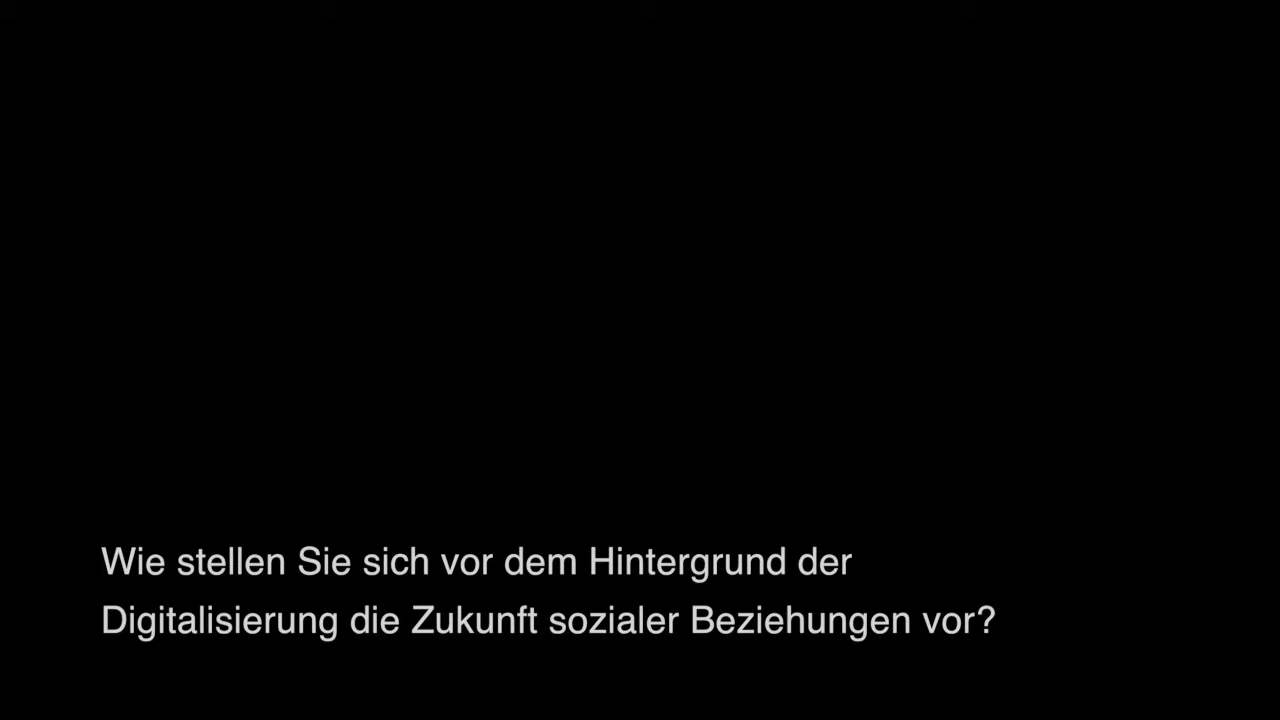 Wie stellen Sie sich vor dem Hintergrund der
Digitalisierung die Zukunft sozialer Beziehungen vor?